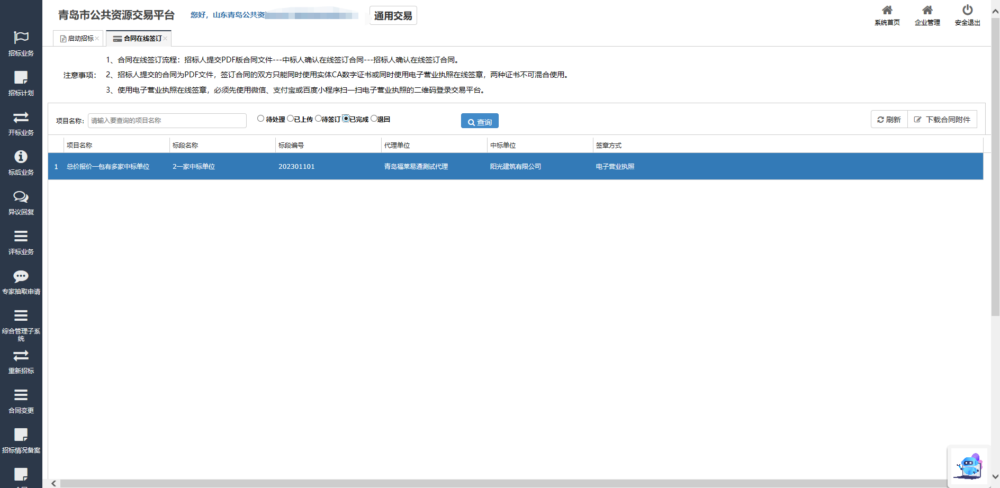 青岛市公共资源交易平台
您好，山东青岛公共资
通用交易
系统首页
企业管理
安全退出
启动招标×
合同在线签订×
招标业务
招标计划
开标业务
标后业务
异议回复
评标业务
专家抽取申请
综合管理子系
统
重新招标
合同变更
招标情况备案
注意事项：
1、合同在线签订流程：招标人提交PDF版合同文件---中标人确认在线签订合同---招标人确认在线签订合同。
2、招标人提交的合同为PDF文件，签订合同的双方只能同时使用实体CA数字证书或同时使用电子营业执照在线签章，两种证书不可混合使用。
3、使用电子营业执照在线签章，必须先使用微信、支付宝或百度小程序扫一扫电子营业执照的二维码登录交易平台。
项目名称：
请输入要查询的项目名称
待处理 已上传 待签订 已完成 退回
查询
刷新
下载合同附件
项目名称 标段名称 标段编号 代理单位 中标单位 签章方式
1 总价报价一包有多家中标单位 2一家中标单位 202301101 青岛福莱易通测试代理 阳光建筑有限公司 电子营业执照